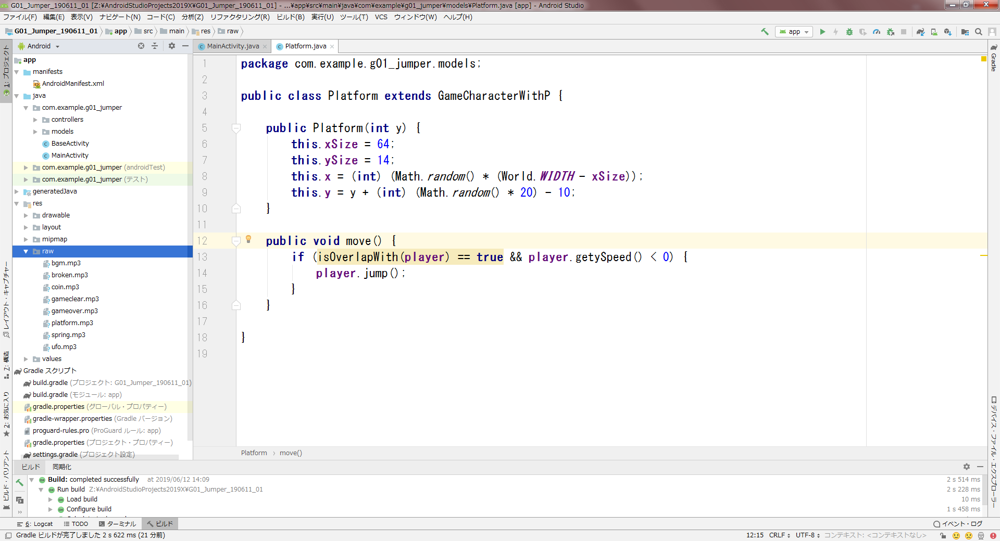 G01_Jumper_190611_01 [Z:¥AndroidStudioProjects2019X¥G01_Jumper_190611_01] - ...¥app¥src¥main¥java¥com¥example¥g01_jumper¥models¥Platform.java [app] - Android Studio
ファイル(F) 編集(E) 表示(V) ナビゲート(N) コード(C) 分析(Z) リファクタリング(R) ビルド(B) 実行(U) ツール(T) VCS ウィンドウ(W) ヘルプ(H)
G01_Jumper_190611_01 app src main res raw
app
Android
MainActivity.java
Platform.java
1: プロジェクト
レイアウト・キャプチャー
Z: 構造
2: お気に入り
ビルド・バリアント
app
manifests
AndroidManifest.xml
java
com.example.g01_jumper
controllers
models
BaseActivity
MainActivity
com.example.g01_jumper (androidTest)
com.example.g01_jumper (テスト)
generatedJava
res
drawable
layout
mipmap
raw
bgm.mp3
broken.mp3
coin.mp3
gameclear.mp3
gameover.mp3
platform.mp3
spring.mp3
ufo.mp3
values
Gradle スクリプト
build.gradle (プロジェクト: G01_Jumper_190611_01)
build.gradle (モジュール: app)
gradle.properties (グローバル・プロパティー)
gradle-wrapper.properties (Gradle バージョン)
proguard-rules.pro (ProGuard ルール: app)
gradle.properties (プロジェクト・プロパティー)
settings.gradle (プロジェクト設定)
1 package com.example.g01_jumper.models;
2
3 public class Platform extends GameCharacterWithP {
4
5 public Platform(int y) {
6 this.xSize = 64;
7 this.ySize = 14;
8 this.x = (int) (Math.random() * (World.WIDTH - xSize));
9 this.y = y + (int) (Math.random() * 20) - 10;
10 }
11
12 public void move() {
13 if (isOverlapWith(player) == true && player.getySpeed() < 0) {
14 player.jump();
15 }
16 }
17
18 }
19
Platform › move()
Gradle
デバイス・ファイル・エクスプローラー
ビルド 同期化
Build: completed successfully at 2019/06/12 14:09 2 s 514 ms
Run build Z:¥AndroidStudioProjects2019X¥G01_Jumper_190611_01 2 s 228 ms
Load build 10 ms
Configure build 1 s 458 ms
6: Logcat TODO ターミナル ビルド イベント・ログ
Gradle ビルドが完了しました 2 s 622 ms (21 分前) 12:15 CRLF UTF-8 コンテキスト: <コンテキストなし>